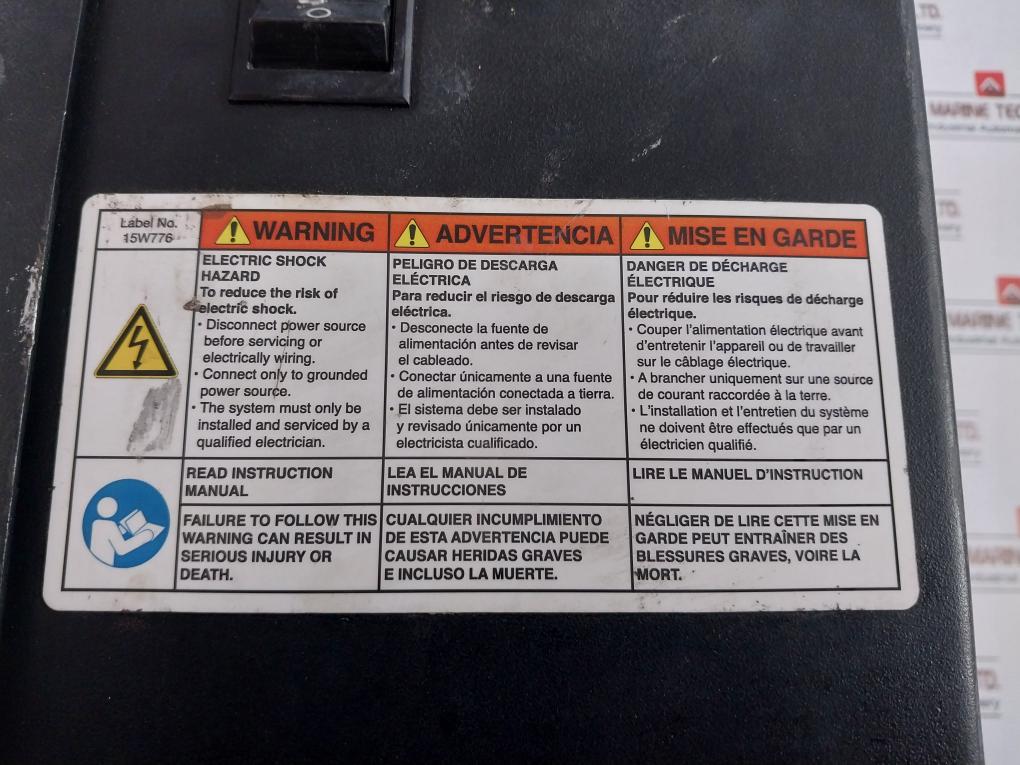 Label No.
15W776
WARNING
ELECTRIC SHOCK
HAZARD
To reduce the risk of
electric shock.
• Disconnect power source
before servicing or
electrically wiring.
• Connect only to grounded
power source.
• The system must only be
installed and serviced by a
qualified electrician.
READ INSTRUCTION
MANUAL
FAILURE TO FOLLOW THIS
WARNING CAN RESULT IN
SERIOUS INJURY OR
DEATH.
ADVERTENCIA
PELIGRO DE DESCARGA
ELÉCTRICA
Para reducir el riesgo de descarga
eléctrica.
• Desconecte la fuente de
alimentación antes de revisar
el cableado.
• Conectar únicamente a una fuente
de alimentación conectada a tierra.
• El sistema debe ser instalado
y revisado únicamente por un
electricista cualificado.
LEA EL MANUAL DE
INSTRUCCIONES
CUALQUIER INCUMPLIMIENTO
DE ESTA ADVERTENCIA PUEDE
CAUSAR HERIDAS GRAVES
E INCLUSO LA MUERTE.
MISE EN GARDE
DANGER DE DÉCHARGE
ÉLECTRIQUE
Pour réduire les risques de décharge
électrique.
• Couper l'alimentation électrique avant
d'entretenir l'appareil ou de travailler
sur le câblage électrique.
• A brancher uniquement sur une source
de courant raccordée à la terre.
• L'installation et l'entretien du système
ne doivent être effectués que par un
électricien qualifié.
LIRE LE MANUEL D'INSTRUCTION
NÉGLIGER DE LIRE CETTE MISE EN
GARDE PEUT ENTRAÎNER DES
BLESSURES GRAVES, VOIRE LA
MORT.
LTD.
MARINE TEC
Industrial Automa
LTD.
MARINE
LTD.